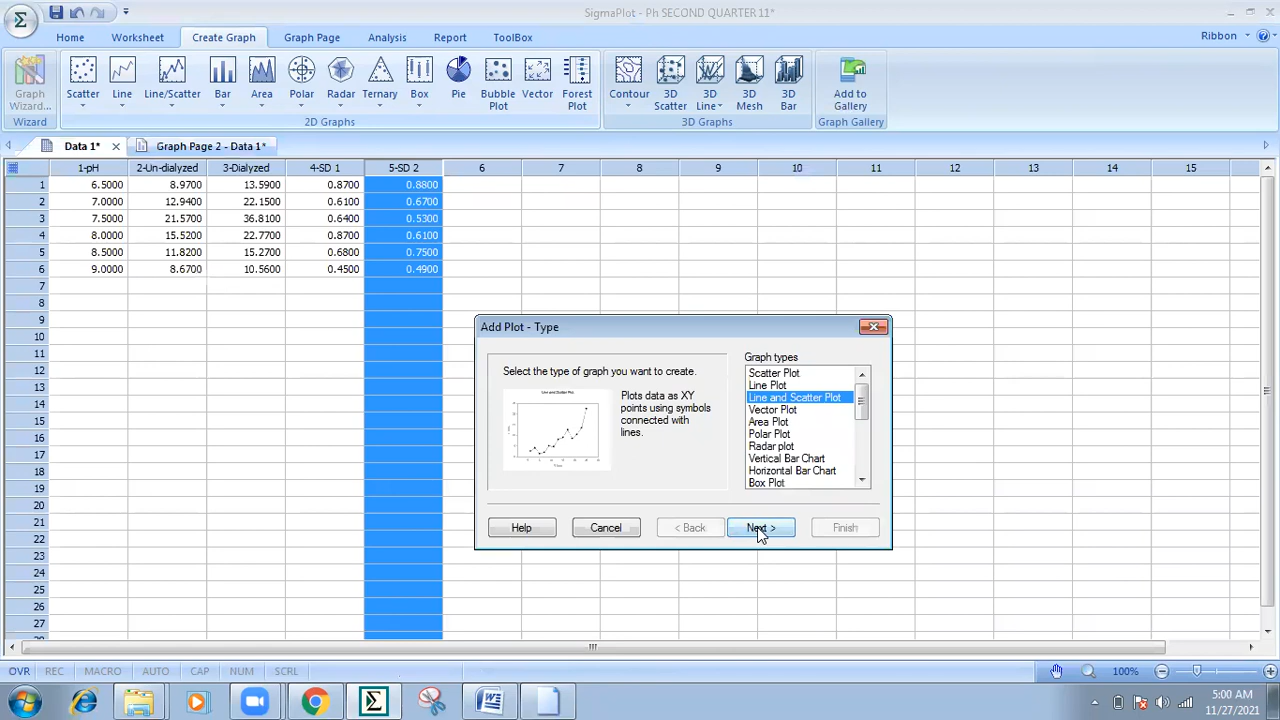 SigmaPlot - Ph SECOND QUARTER 11*
Home Worksheet Create Graph Graph Page Analysis Report ToolBox Ribbon
Graph Wizard... Scatter Line Line/Scatter Bar Area Polar Radar Ternary Box Pie Bubble Plot Vector Forest Plot Contour 3D Scatter 3D Line 3D Mesh 3D Bar Add to Gallery
Wizard 2D Graphs 3D Graphs Graph Gallery
Data 1* Graph Page 2 - Data 1*
1-pH 2-Un-dialyzed 3-Dialyzed 4-SD 1 5-SD 2 6 7 8 9 10 11 12 13 14 15
1 6.5000 8.9700 13.5900 0.8700 0.8800
2 7.0000 12.9400 22.1500 0.6100 0.6700
3 7.5000 21.5700 36.8100 0.6400 0.5300
4 8.0000 15.5200 22.7700 0.8700 0.6100
5 8.5000 11.8200 15.2700 0.6800 0.7500
6 9.0000 8.6700 10.5600 0.4500 0.4900
7
8
9
10
11
12
13
14
15
16
17
18
19
20
21
22
23
24
25
26
27
28
Add Plot - Type
Select the type of graph you want to create.
Line and Scatter Plot
Plots data as XY
points using symbols
connected with
lines.
Graph types
Scatter Plot
Line Plot
Line and Scatter Plot
Vector Plot
Area Plot
Polar Plot
Radar plot
Vertical Bar Chart
Horizontal Bar Chart
Box Plot
Help Cancel < Back Next > Finish
OVR REC MACRO AUTO CAP NUM SCRL 100%
5:00 AM
11/27/2021